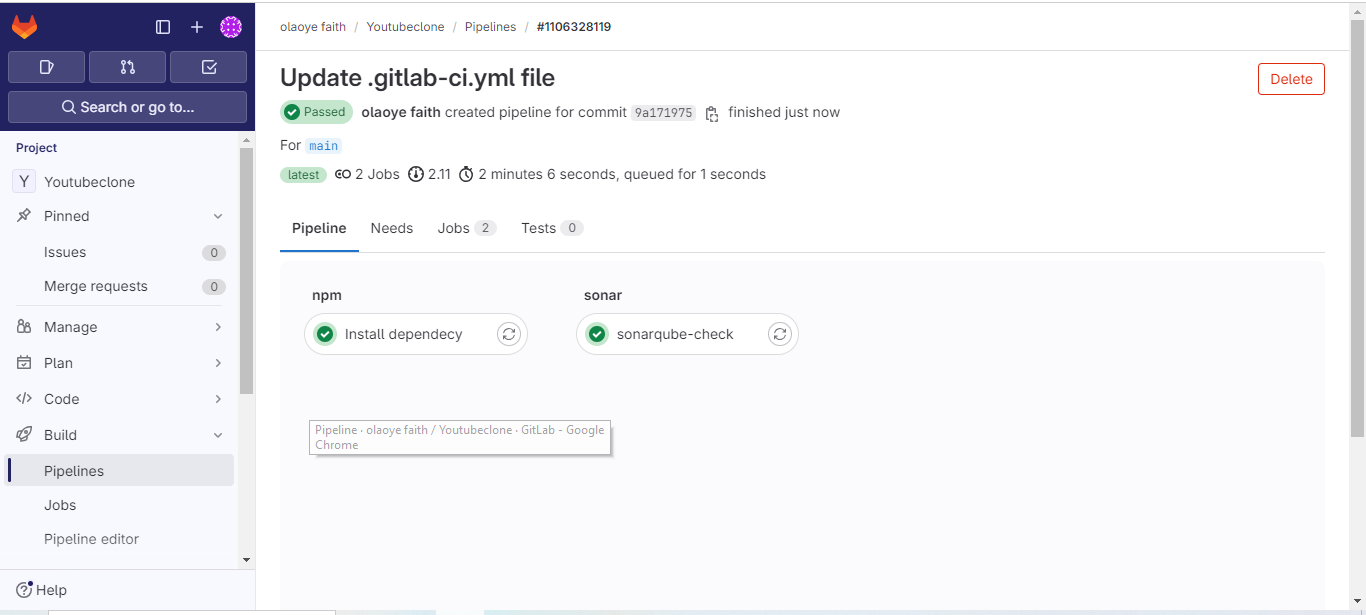 olaoye faith / Youtubeclone / Pipelines / #1106328119
Search or go to...
Project
Y Youtubeclone
Pinned
Issues 0
Merge requests 0
Manage
Plan
Code
Build
Pipelines
Jobs
Pipeline editor
Help
Update .gitlab-ci.yml file
Delete
Passed olaoye faith created pipeline for commit 9a171975 finished just now
For main
latest 2 Jobs 2.11 2 minutes 6 seconds, queued for 1 seconds
Pipeline Needs Jobs 2 Tests 0
npm sonar
Install dependecy sonarqube-check
Pipeline · olaoye faith / Youtubeclone · GitLab - Google
Chrome